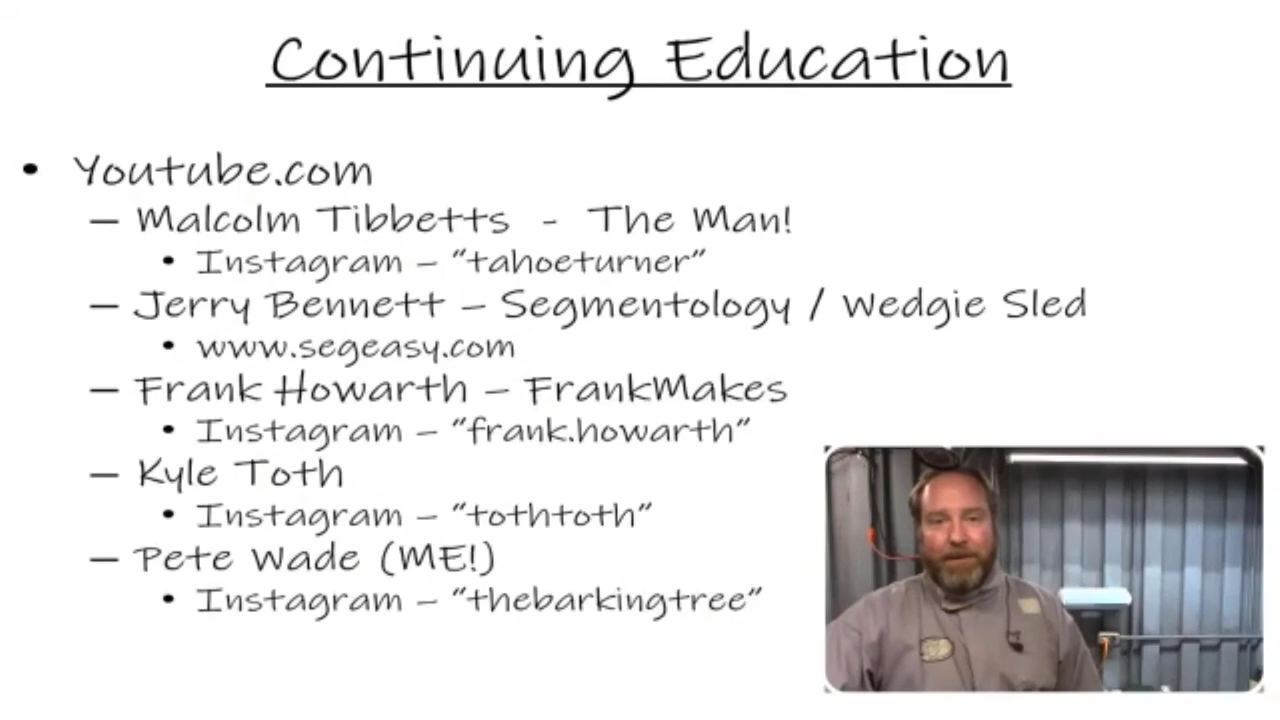 Continuing Education
• Youtube.com
– Malcolm Tibbetts - The Man!
• Instagram – “tahoeturner”
– Jerry Bennett – Segmentology / Wedgie Sled
• www.segeasy.com
– Frank Howarth – FrankMakes
• Instagram – “frank.howarth”
– Kyle Toth
• Instagram – “tothtoth”
– Pete Wade (ME!)
• Instagram – “thebarkingtree”